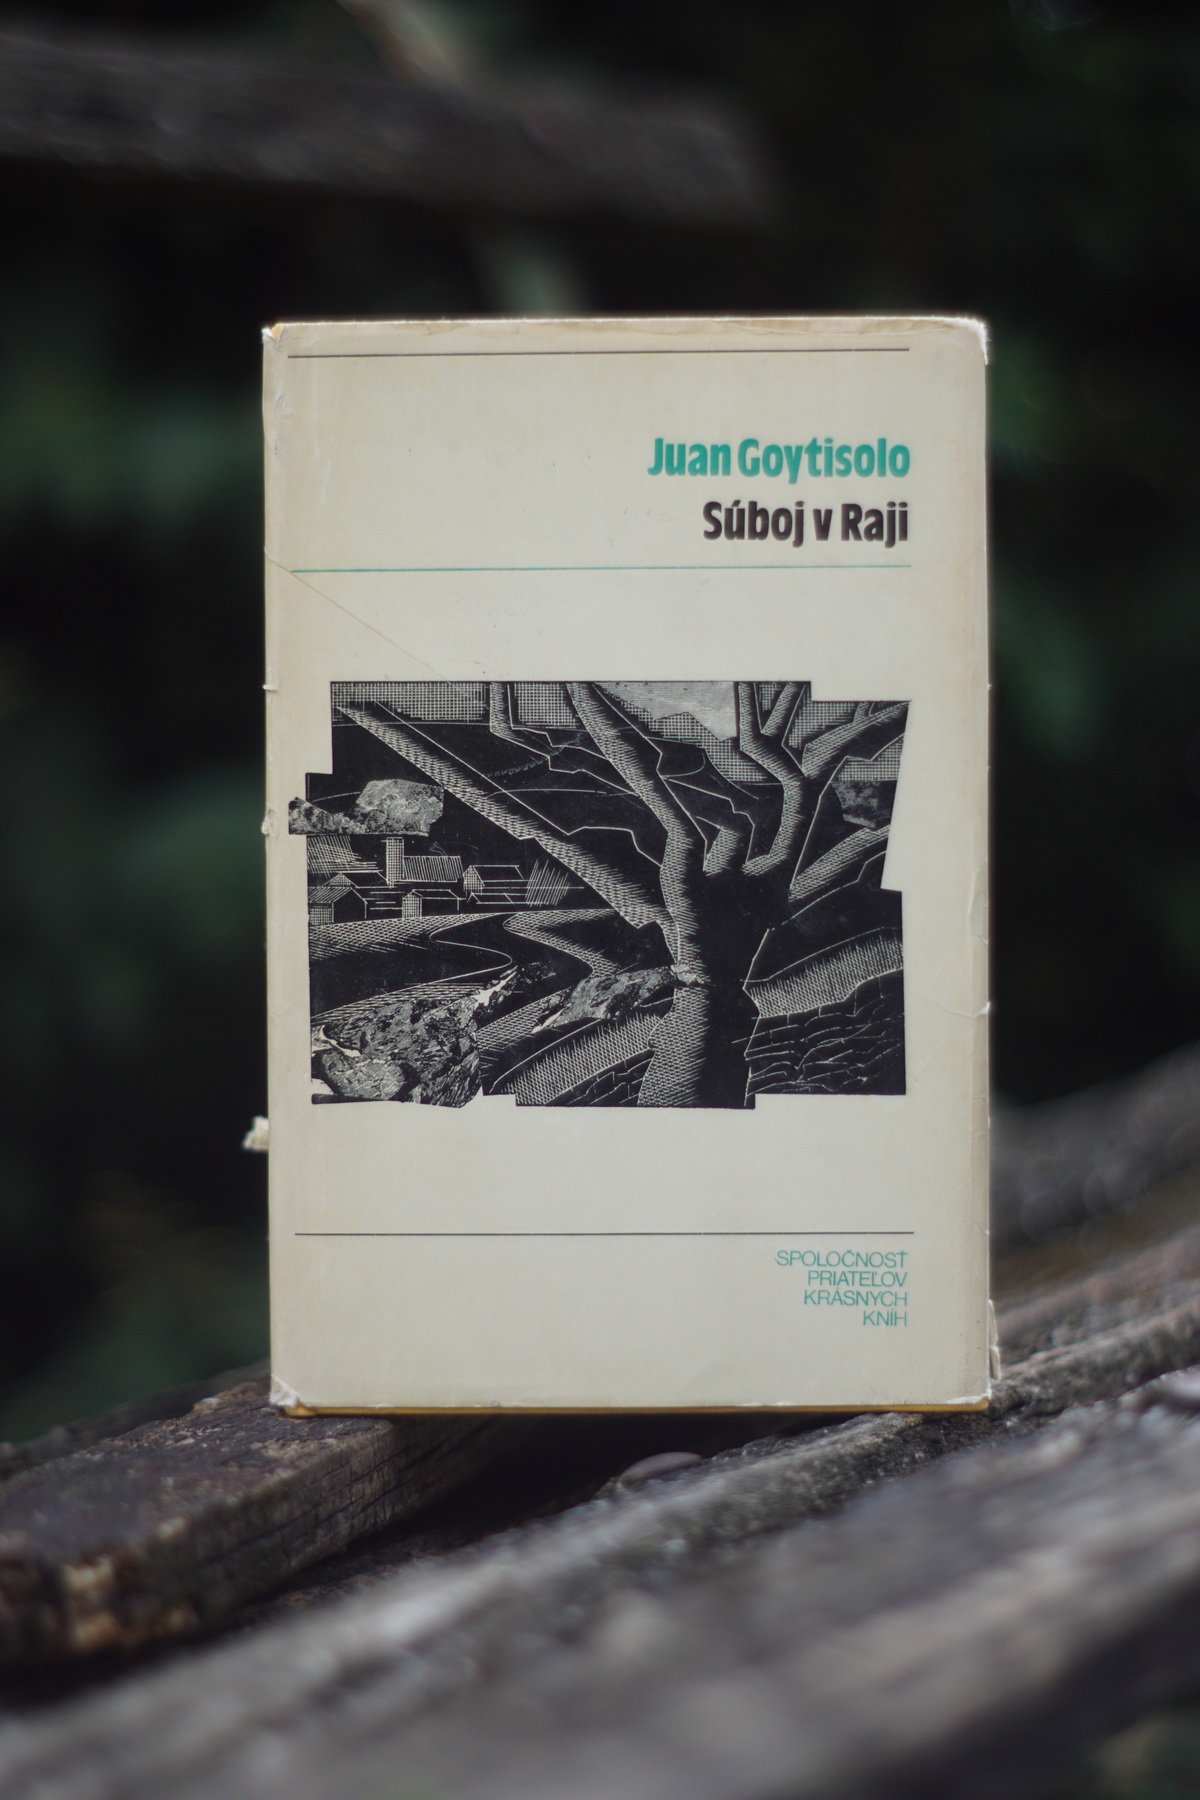 Juan Goytisolo
Súboj v Raji
SPOLOČNOSŤ
PRIATEĽOV
KRÁSNYCH
KNÍH